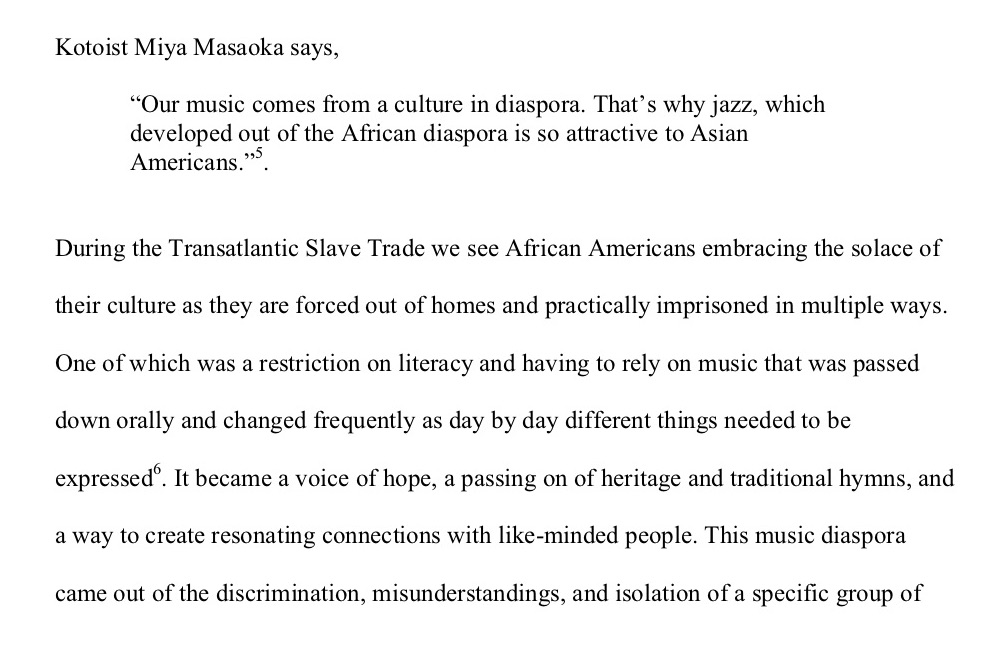 Kotoist Miya Masaoka says,
“Our music comes from a culture in diaspora. That’s why jazz, which
developed out of the African diaspora is so attractive to Asian
Americans.”5.
During the Transatlantic Slave Trade we see African Americans embracing the solace of
their culture as they are forced out of homes and practically imprisoned in multiple ways.
One of which was a restriction on literacy and having to rely on music that was passed
down orally and changed frequently as day by day different things needed to be
expressed6. It became a voice of hope, a passing on of heritage and traditional hymns, and
a way to create resonating connections with like-minded people. This music diaspora
came out of the discrimination, misunderstandings, and isolation of a specific group of